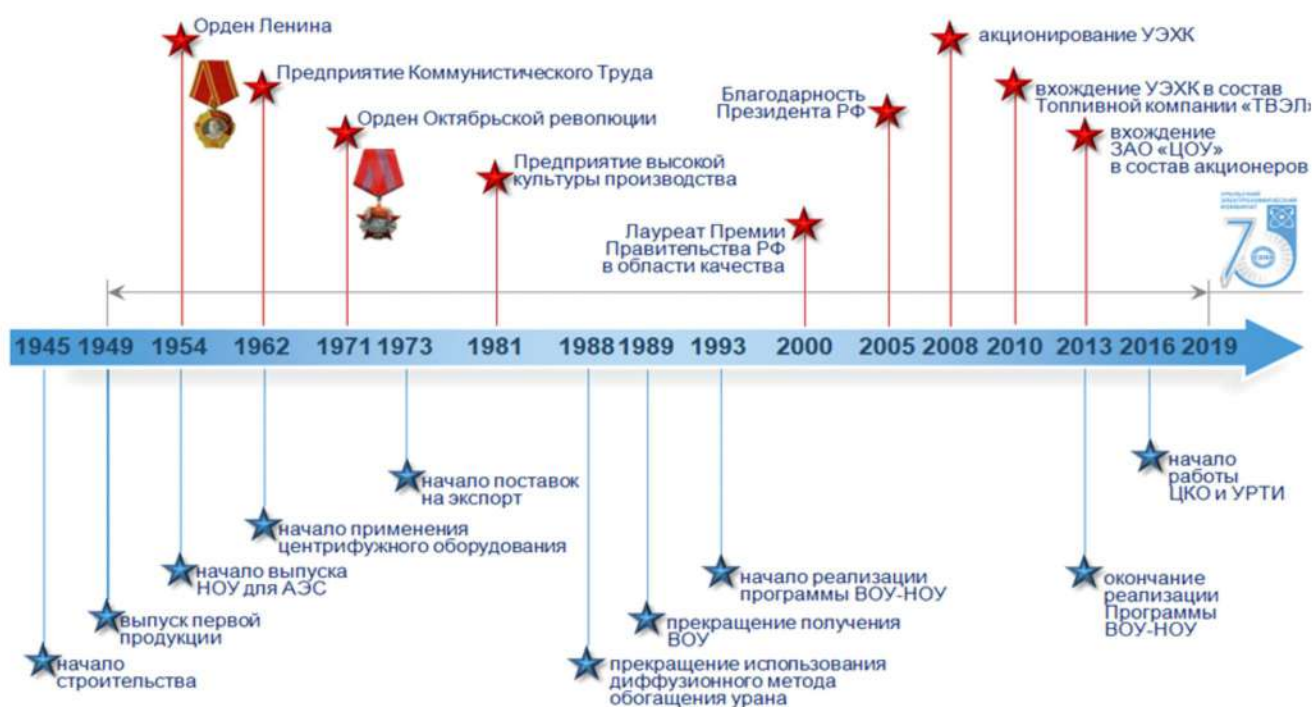 Орден Ленина
Предприятие Коммунистического Труда
Орден Октябрьской революции
Предприятие высокой
культуры производства
Лауреат Премии
Правительства РФ
в области качества
Благодарность
Президента РФ
акционирование УЭХК
вхождение УЭХК в состав
Топливной компании «ТВЭЛ»
вхождение
ЗАО «ЦОУ»
в состав акционеров
УРАЛЬСКИЙ
ЭЛЕКТРОХИМИЧЕСКИЙ
КОМБИНАТ
70
1945 1949 1954 1962 1971 1973 1981 1988 1989 1993 2000 2005 2008 2010 2013 2016 2019
начало
строительства
выпуск первой
продукции
начало выпуска
НОУ для АЭС
начало применения
центрифужного оборудования
начало поставок
на экспорт
прекращение использования
диффузионного метода
обогащения урана
прекращение получения
ВОУ
начало реализации
программы ВОУ-НОУ
окончание
реализации
Программы
ВОУ-НОУ
начало
работы
ЦКО и УРТИ